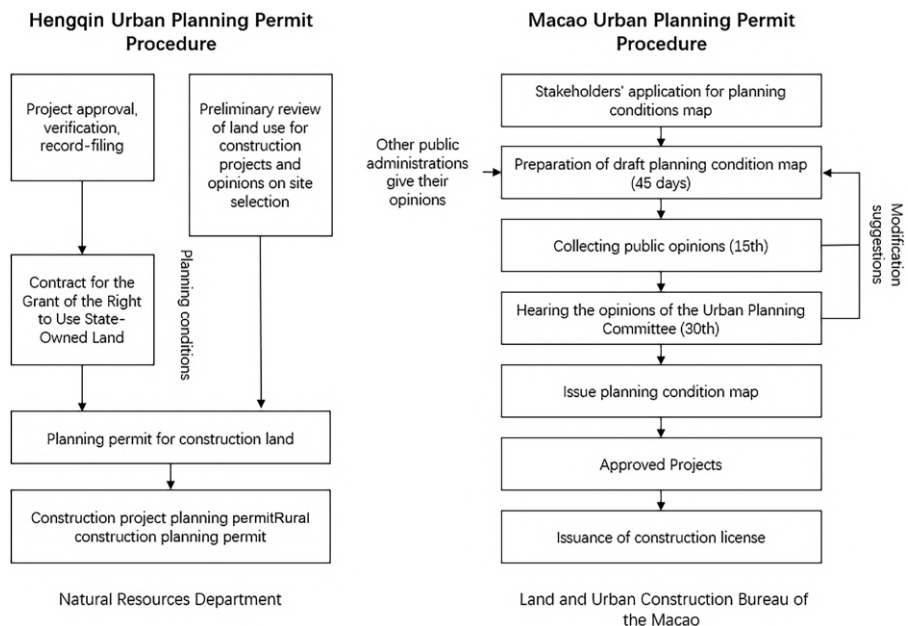 Hengqin Urban Planning Permit
Procedure
Project approval,
verification,
record-filing
Preliminary review
of land use for
construction
projects and
opinions on site
selection
Contract for the
Grant of the Right
to Use State-
Owned Land
Planning conditions
Planning permit for construction land
Construction project planning permitRural
construction planning permit
Natural Resources Department
Macao Urban Planning Permit
Procedure
Stakeholders' application for planning
conditions map
Other public
administrations
give their
opinions
Preparation of draft planning condition map
(45 days)
Collecting public opinions (15th)
Hearing the opinions of the Urban Planning
Committee (30th)
Modification
suggestions
Issue planning condition map
Approved Projects
Issuance of construction license
Land and Urban Construction Bureau of
the Macao